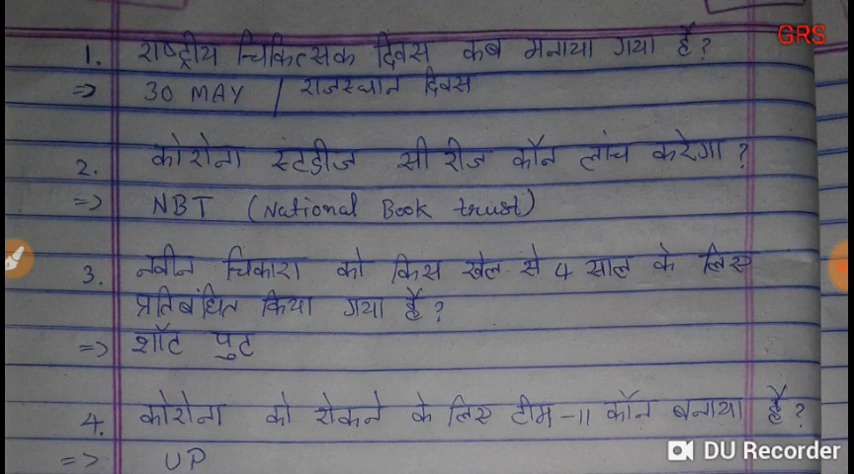 GRS
1. राष्ट्रीय चिकित्सक दिवस कब मनाया गया है?
=> 30 MAY / राजस्थान दिवस
2. कोरोना स्टडीज सीरीज कौन लांच करेगा?
=> NBT (National Book trust)
3. नवीन चिकारा को किस खेल से 4 साल के लिए
प्रतिबंधित किया गया है?
=> शॉट पुट
4. कोरोना को रोकने के लिए टीम-11 कौन बनाया है?
=> UP
DU Recorder